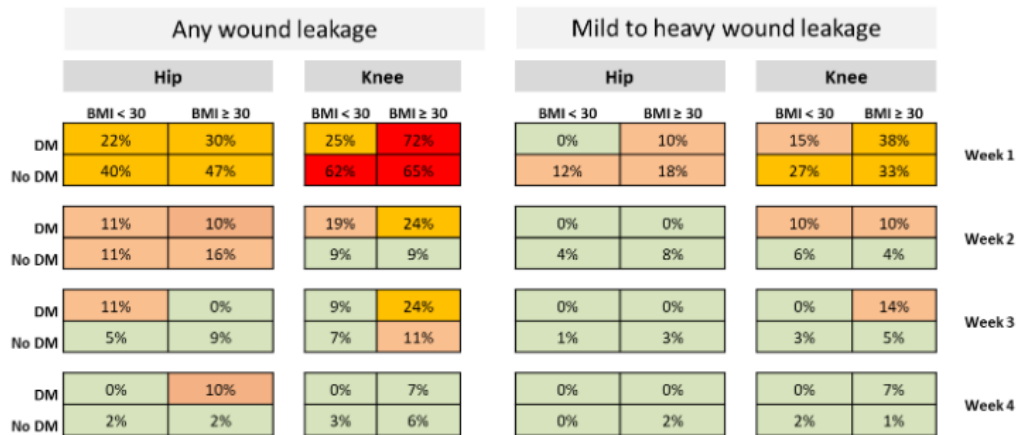 Any wound leakage Mild to heavy wound leakage
Hip Knee Hip Knee
BMI < 30 BMI ≥ 30 BMI < 30 BMI ≥ 30 BMI < 30 BMI ≥ 30 BMI < 30 BMI ≥ 30
DM 22% 30% 25% 72% 0% 10% 15% 38%
Week 1
No DM 40% 47% 62% 65% 12% 18% 27% 33%
DM 11% 10% 19% 24% 0% 0% 10% 10%
Week 2
No DM 11% 16% 9% 9% 4% 8% 6% 4%
DM 11% 0% 9% 24% 0% 0% 0% 14%
Week 3
No DM 5% 9% 7% 11% 1% 3% 3% 5%
DM 0% 10% 0% 7% 0% 0% 0% 7%
Week 4
No DM 2% 2% 3% 6% 0% 2% 2% 1%